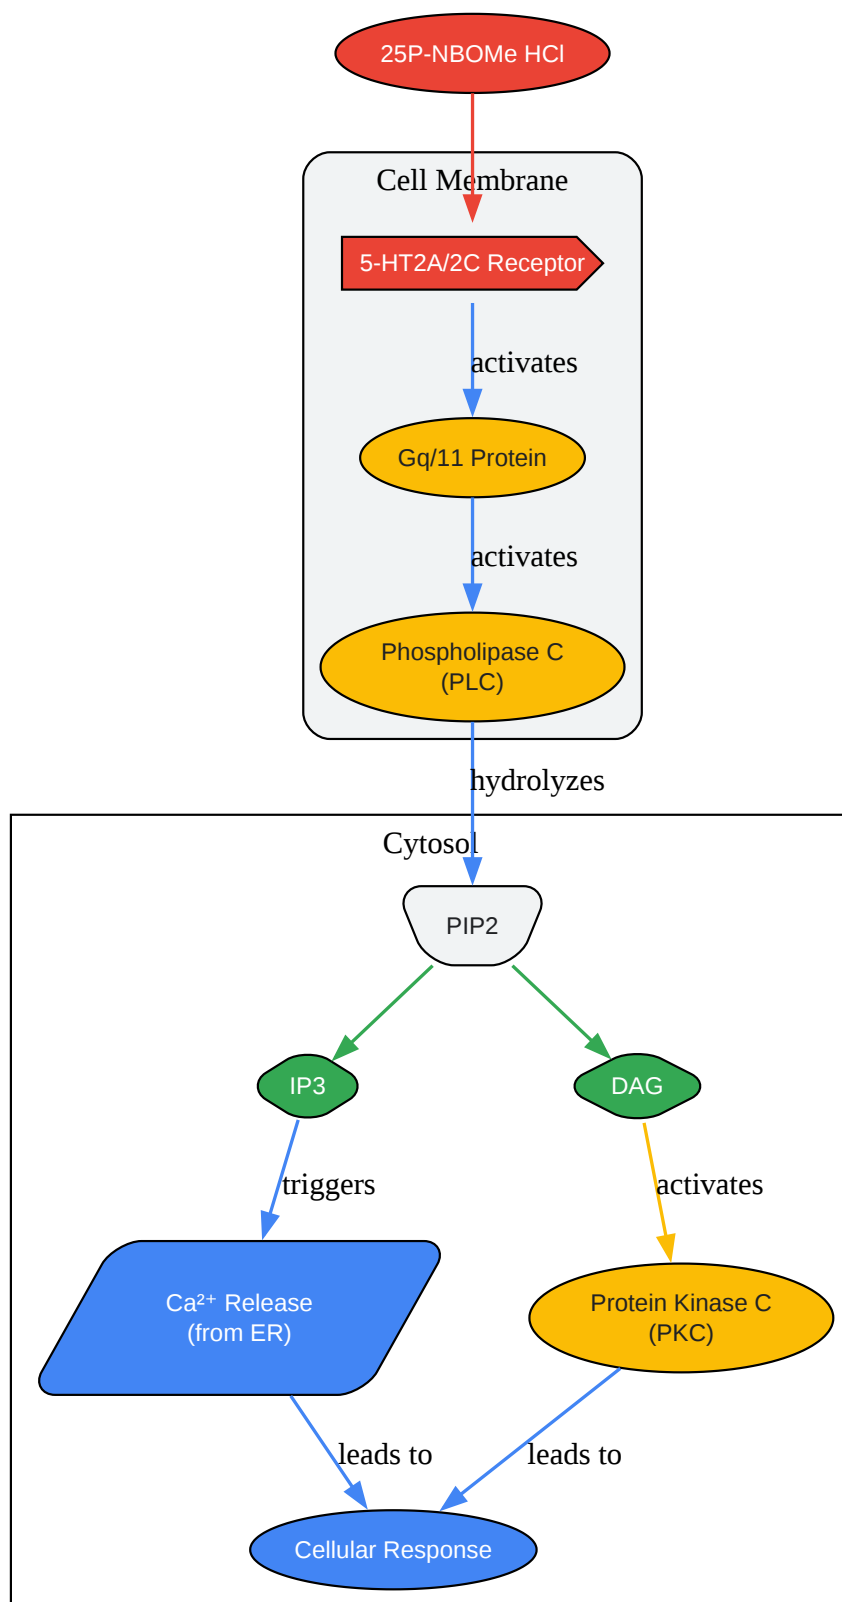 25P-NBOMe HCl
Cell Membrane
5-HT2A/2C Receptor
activates
Gq/11 Protein
activates
Phospholipase C
(PLC)
hydrolyzes
Cytosol
PIP2
IP3
DAG
triggers
activates
Ca²⁺ Release
(from ER)
Protein Kinase C
(PKC)
leads to
leads to
Cellular Response